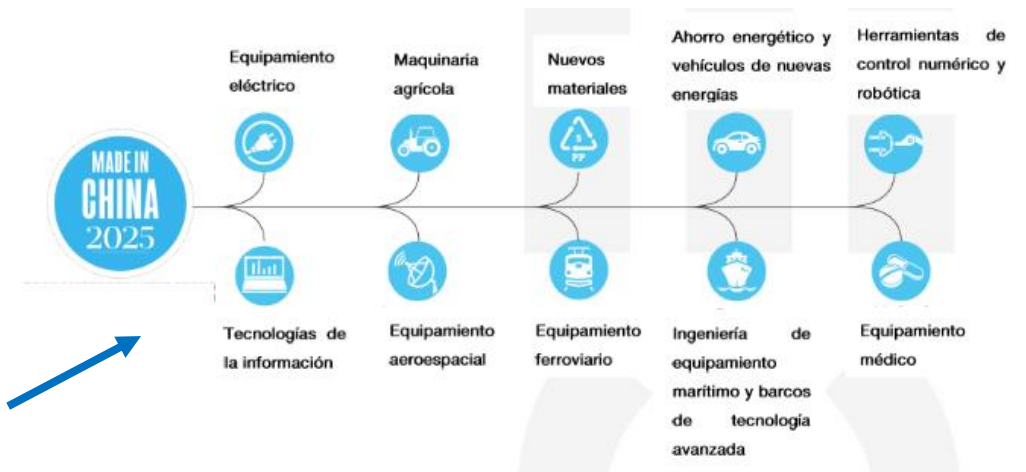 Equipamiento
eléctrico
Maquinaria
agrícola
Nuevos
materiales
Ahorro energético y
vehículos de nuevas
energías
Herramientas de
control numérico y
robótica
MADE IN
CHINA
2025
5
PP
Tecnologías de
la información
Equipamiento
aeroespacial
Equipamiento
ferroviario
Ingeniería de
equipamiento
marítimo y barcos
de tecnología
avanzada
Equipamiento
médico